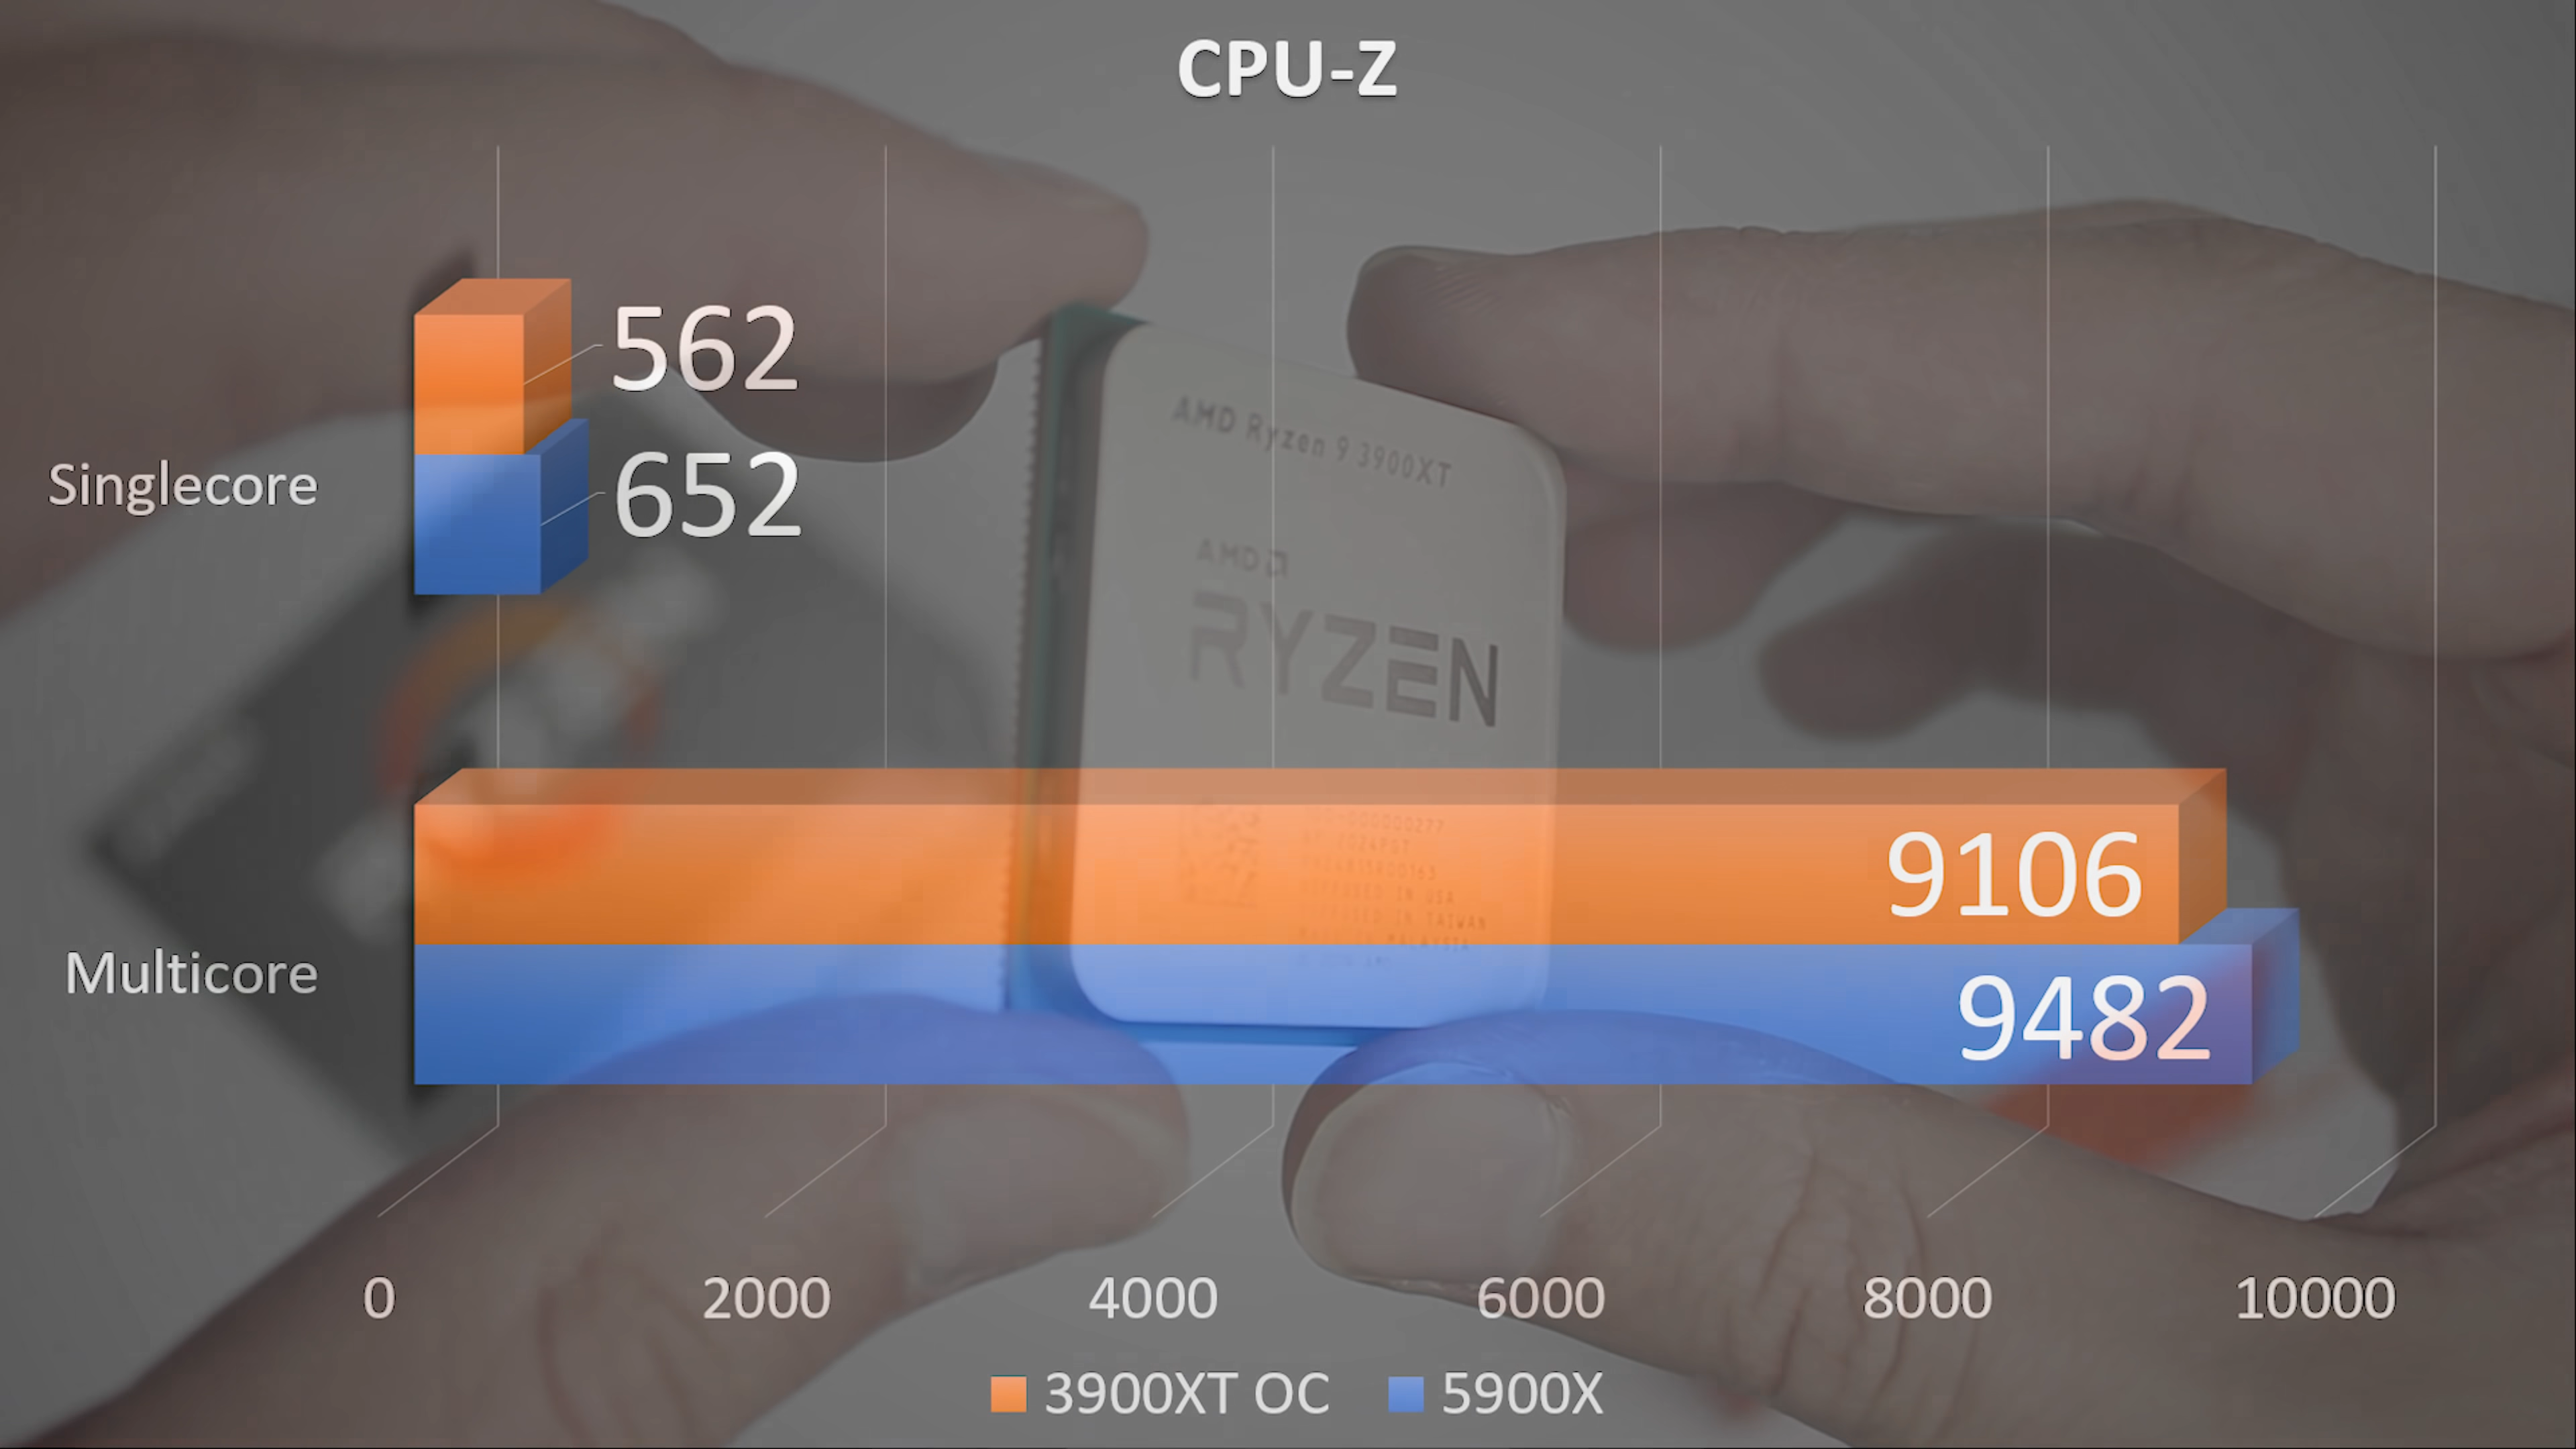 CPU-Z
562
Singlecore
652
AMD Ryzen 9 3900XT
AMD
RYZEN
9106
Multicore
9482
0 2000 4000 6000 8000 10000
3900XT OC 5900X